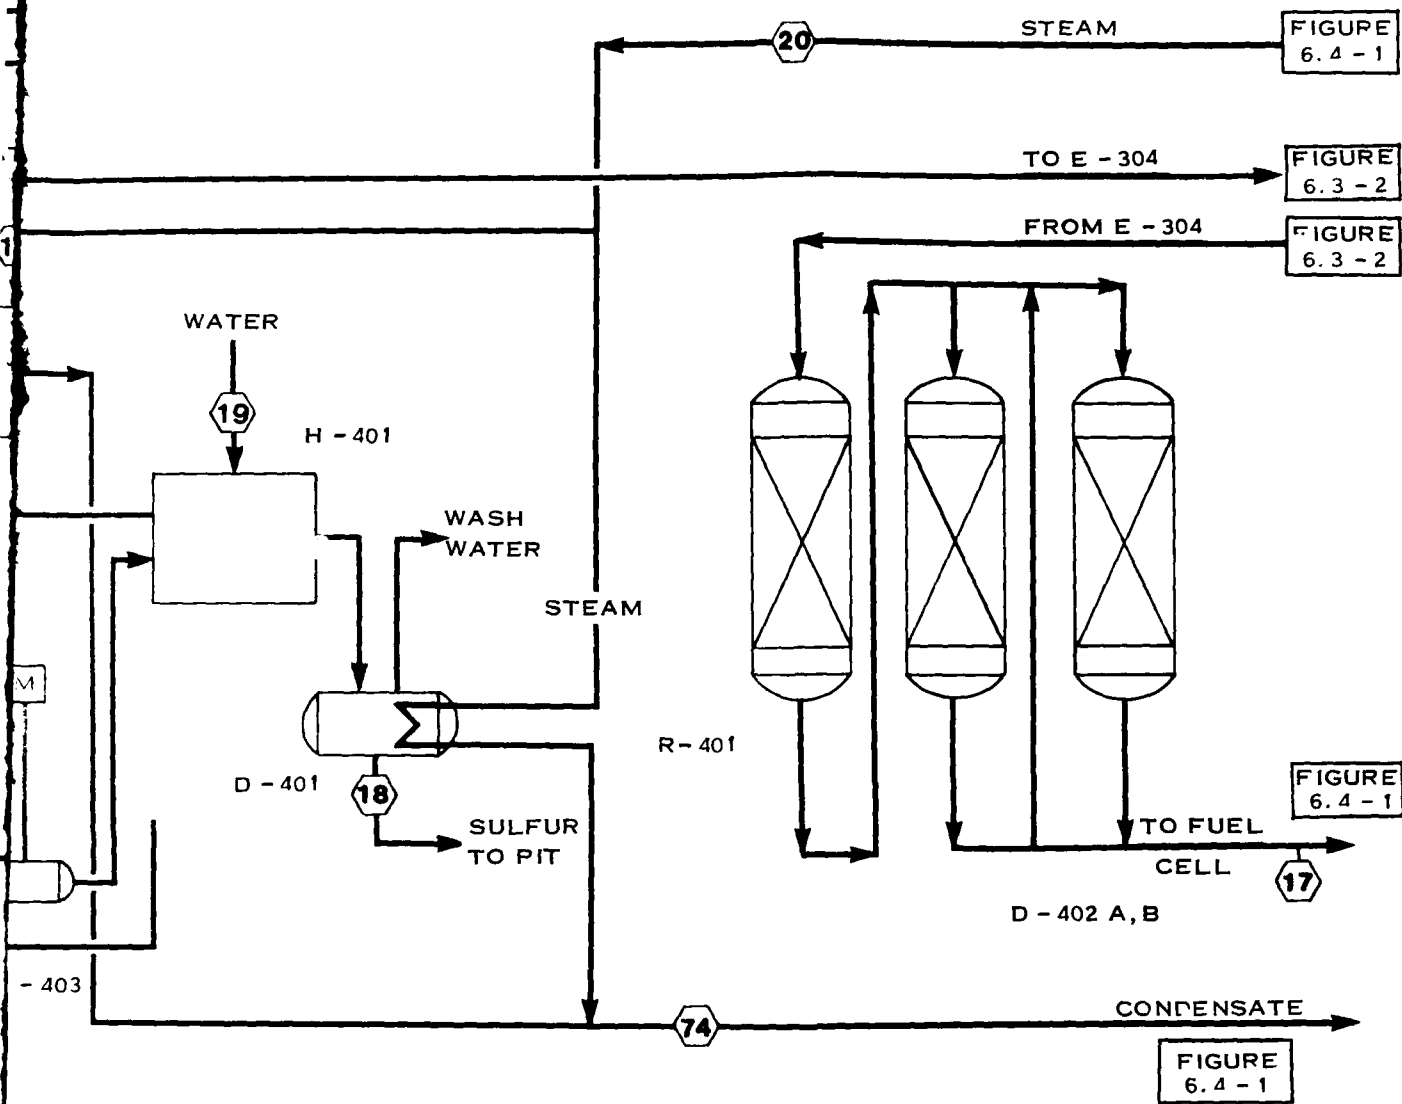 20
STEAM
FIGURE
6.4-1
TO E-304
FIGURE
6.3-2
FROM E-304
FIGURE
6.3-2
1
WATER
19
H-401
WASH
WATER
STEAM
M
R-401
D-401
18
SULFUR
TO PIT
FIGURE
6.4-1
TO FUEL
CELL
17
D-402 A,B
-403
74
CONDENSATE
FIGURE
6.4-1